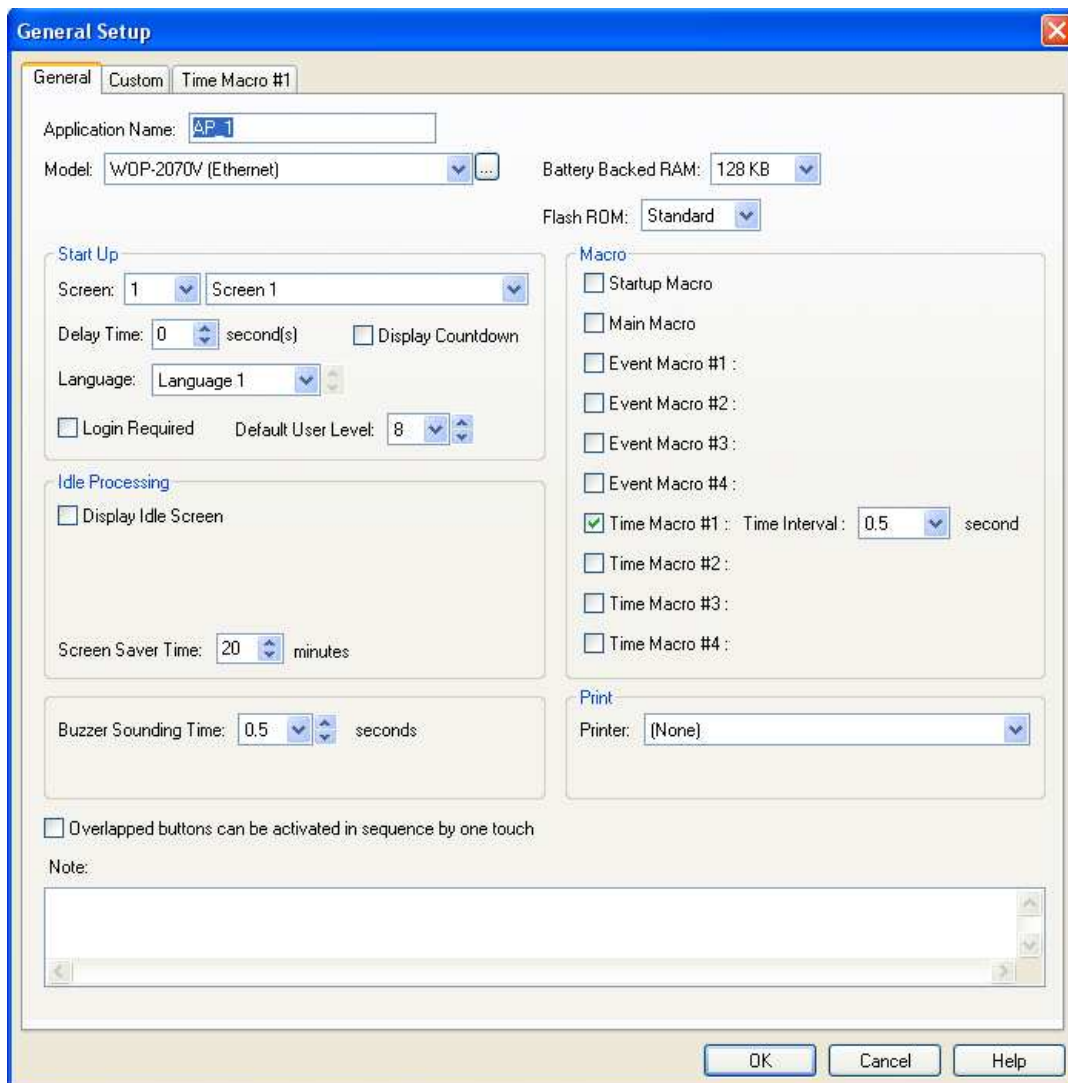 General Setup
General Custom Time Macro #1
Application Name: AP_1
Model: WOP-2070V (Ethernet) ... Battery Backed RAM: 128 KB
Flash ROM: Standard
Start Up
Screen: 1 Screen 1
Delay Time: 0 second(s) Display Countdown
Language: Language 1
Login Required Default User Level: 8
Idle Processing
Display Idle Screen
Screen Saver Time: 20 minutes
Buzzer Sounding Time: 0.5 seconds
Macro
Startup Macro
Main Macro
Event Macro #1 :
Event Macro #2 :
Event Macro #3 :
Event Macro #4 :
Time Macro #1 : Time Interval : 0.5 second
Time Macro #2 :
Time Macro #3 :
Time Macro #4 :
Print
Printer: (None)
Overlapped buttons can be activated in sequence by one touch
Note:
OK Cancel Help